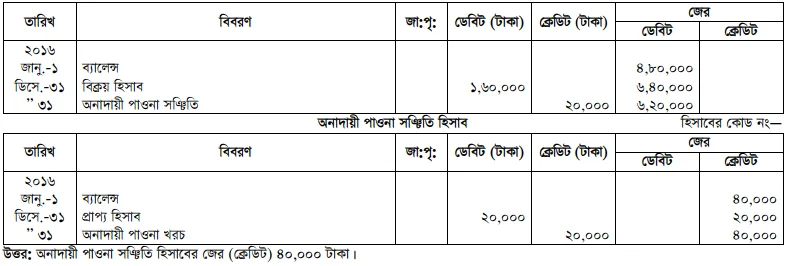 তারিখ বিবরণ জা:পৃ: ডেবিট (টাকা) ক্রেডিট (টাকা) জের
ডেবিট ক্রেডিট
২০১৬
জানু.-১ ব্যালেন্স ৪,৮০,০০০
ডিসে.-৩১ বিক্রয় হিসাব ১,৬০,০০০ ৬,৪০,০০০
” ৩১ অনাদায়ী পাওনা সঞ্চিতি ২০,০০০ ৬,২০,০০০
অনাদায়ী পাওনা সঞ্চিতি হিসাব হিসাবের কোড নং—
তারিখ বিবরণ জা:পৃ: ডেবিট (টাকা) ক্রেডিট (টাকা) জের
ডেবিট ক্রেডিট
২০১৬
জানু.-১ ব্যালেন্স ৪০,০০০
ডিসে.-৩১ প্রাপ্য হিসাব ২০,০০০ ২০,০০০
” ৩১ অনাদায়ী পাওনা খরচ ২০,০০০ ৪০,০০০
উত্তর: অনাদায়ী পাওনা সঞ্চিতি হিসাবের জের (ক্রেডিট) ৪০,০০০ টাকা।